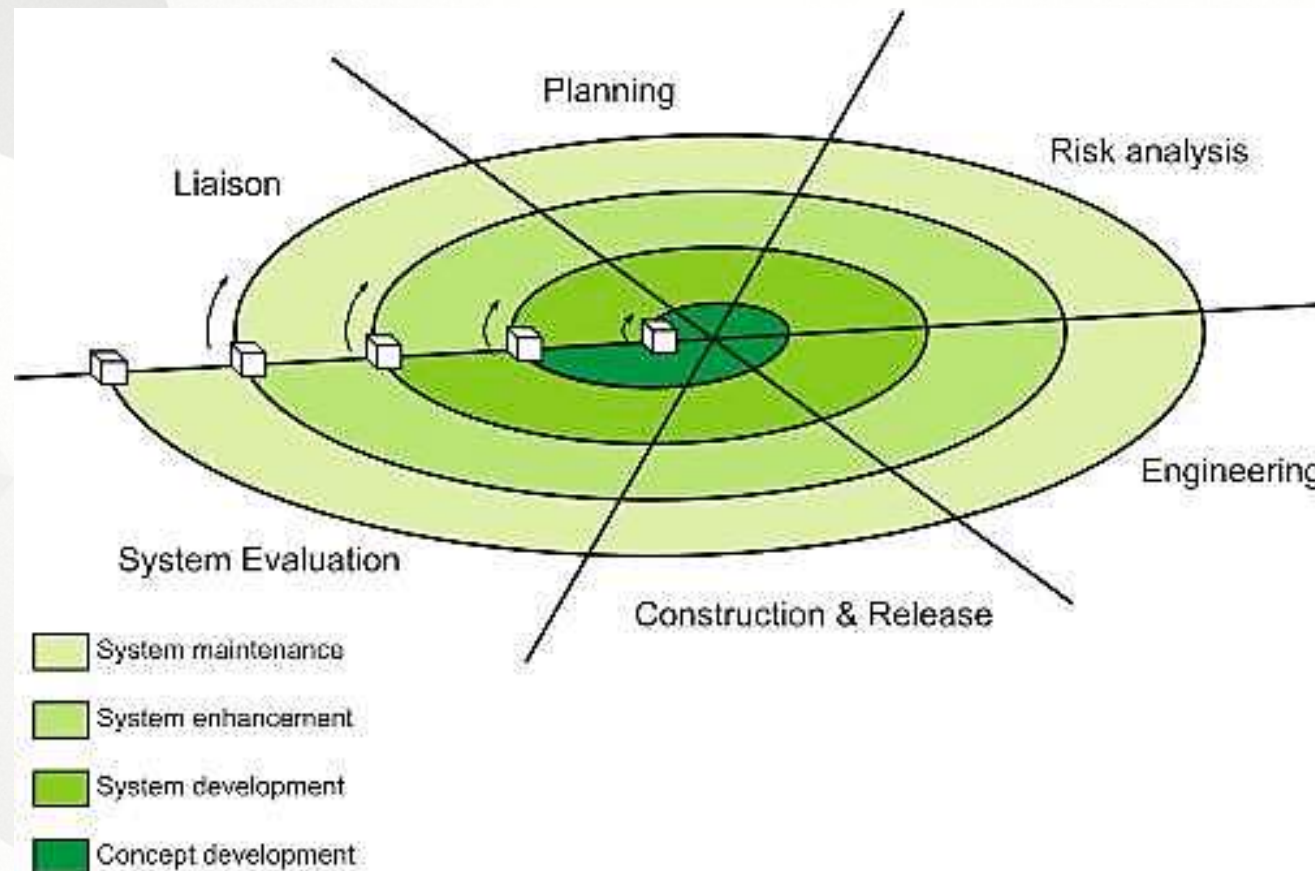 Planning
Risk analysis
Liaison
Engineering
System Evaluation
Construction & Release
System maintenance
System enhancement
System development
Concept development